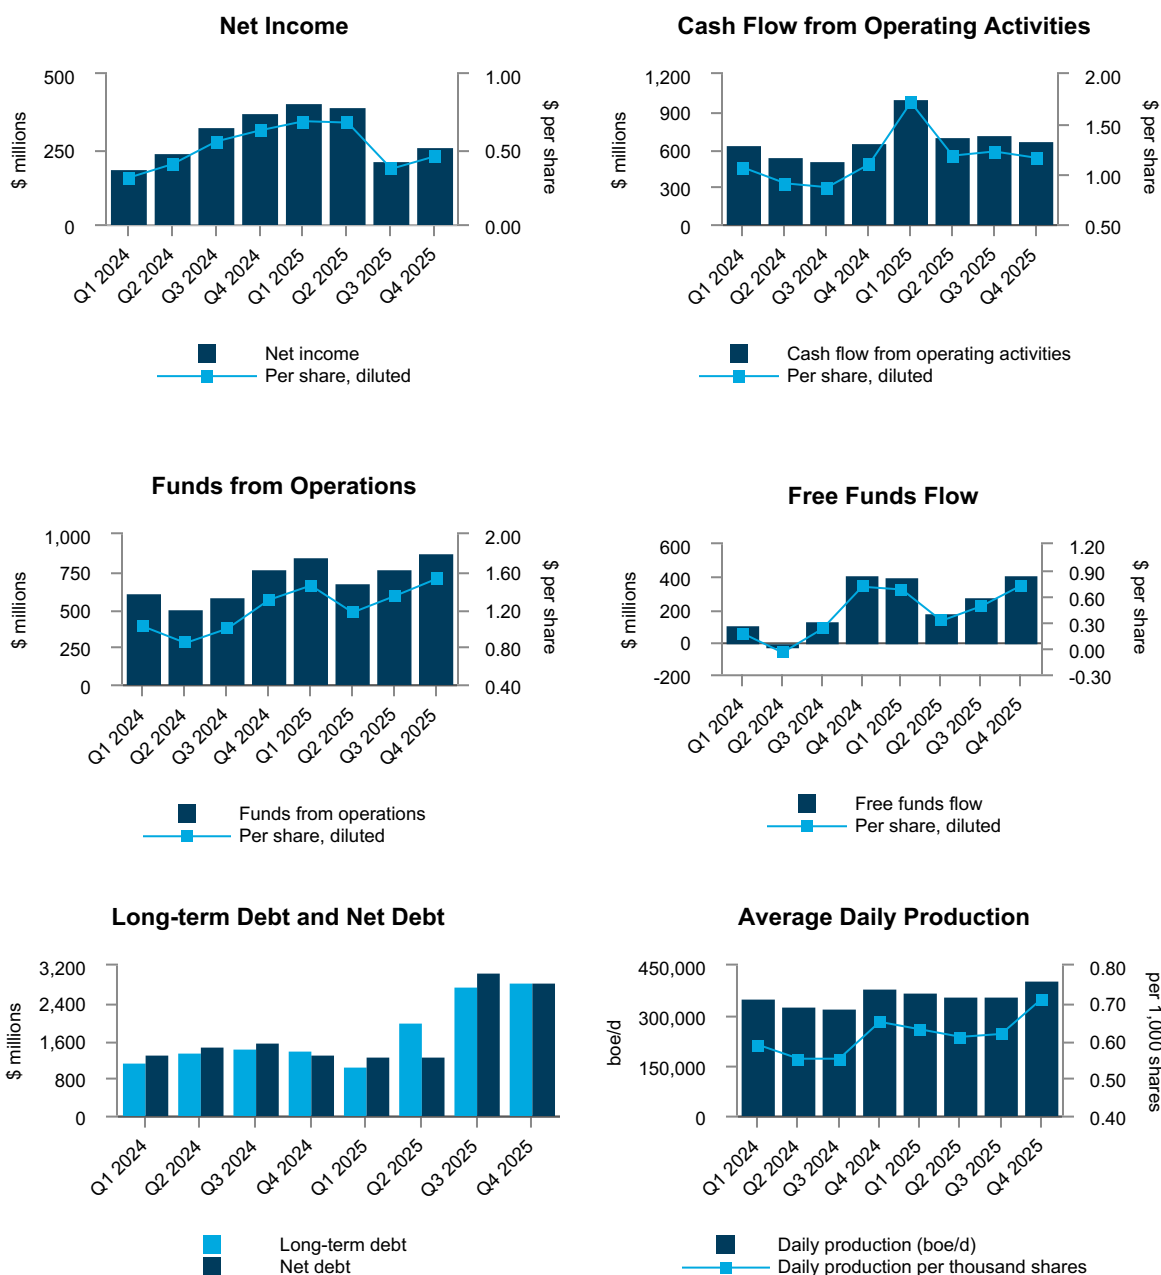 Net Income
$ millions
500
250
0
1.00
0.50
0.00
$ per share
Q1 2024
Q2 2024
Q3 2024
Q4 2024
Q1 2025
Q2 2025
Q3 2025
Q4 2025
Net income
Per share, diluted
Cash Flow from Operating Activities
$ millions
1,200
900
600
300
0
2.00
1.50
1.00
0.50
$ per share
Q1 2024
Q2 2024
Q3 2024
Q4 2024
Q1 2025
Q2 2025
Q3 2025
Q4 2025
Cash flow from operating activities
Per share, diluted
Funds from Operations
$ millions
1,000
750
500
250
0
2.00
1.60
1.20
0.80
0.40
$ per share
Q1 2024
Q2 2024
Q3 2024
Q4 2024
Q1 2025
Q2 2025
Q3 2025
Q4 2025
Funds from operations
Per share, diluted
Free Funds Flow
$ millions
600
400
200
0
-200
1.20
0.90
0.60
0.30
0.00
-0.30
$ per share
Q1 2024
Q2 2024
Q3 2024
Q4 2024
Q1 2025
Q2 2025
Q3 2025
Q4 2025
Free funds flow
Per share, diluted
Long-term Debt and Net Debt
$ millions
3,200
2,400
1,600
800
0
Q1 2024
Q2 2024
Q3 2024
Q4 2024
Q1 2025
Q2 2025
Q3 2025
Q4 2025
Long-term debt
Net debt
Average Daily Production
boe/d
450,000
300,000
150,000
0
0.80
0.70
0.60
0.50
0.40
per 1,000 shares
Q1 2024
Q2 2024
Q3 2024
Q4 2024
Q1 2025
Q2 2025
Q3 2025
Q4 2025
Daily production (boe/d)
Daily production per thousand shares